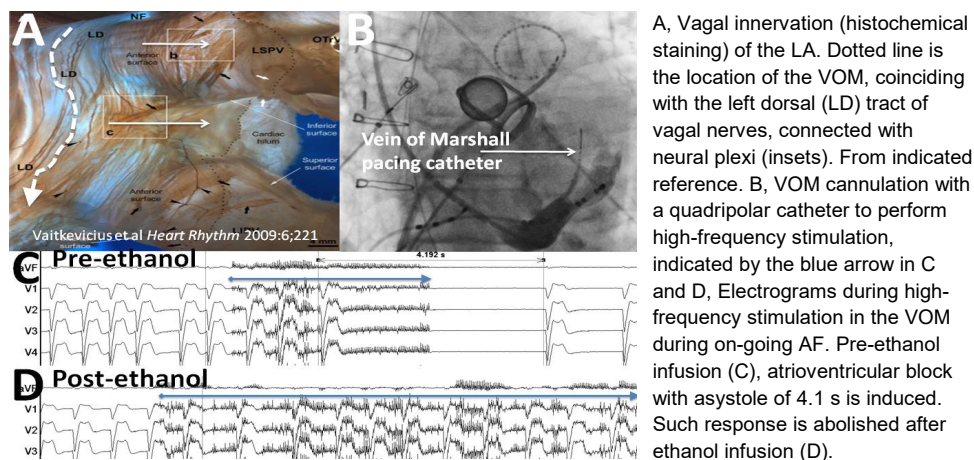 A
NF
LD
LSPV
OTrV
Anterior
surface
b
LD
c
Inferior
surface
Cardiac
hilum
Superior
surface
LD
Anterior
surface
Vaitkevicius et al Heart Rhythm 2009:6;221
B
Vein of Marshall
pacing catheter
C Pre-ethanol
4.192 s
aVF
V1
V2
V3
V4
D Post-ethanol
aVF
V1
V2
V3
A, Vagal innervation (histochemical
staining) of the LA. Dotted line is
the location of the VOM, coinciding
with the left dorsal (LD) tract of
vagal nerves, connected with
neural plexi (insets). From indicated
reference. B, VOM cannulation with
a quadripolar catheter to perform
high-frequency stimulation,
indicated by the blue arrow in C
and D, Electrograms during high-
frequency stimulation in the VOM
during on-going AF. Pre-ethanol
infusion (C), atrioventricular block
with asystole of 4.1 s is induced.
Such response is abolished after
ethanol infusion (D).